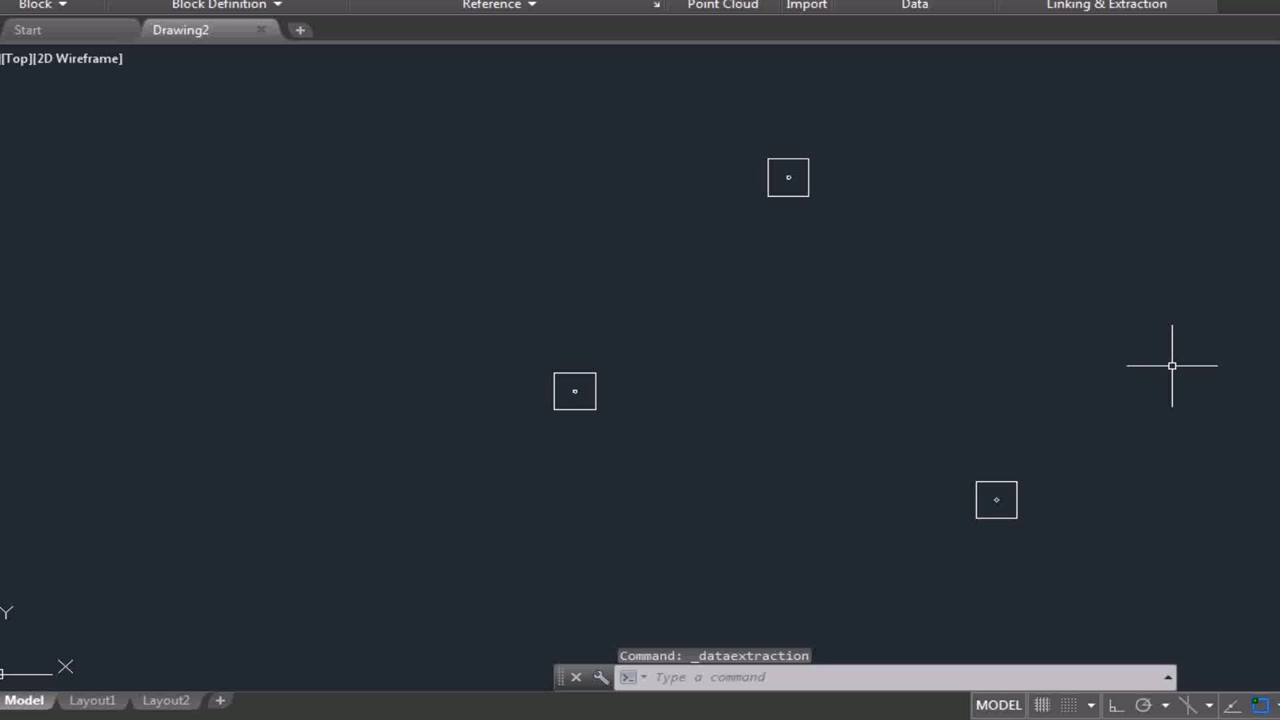 Block Block Definition Reference Point Cloud Import Data Linking & Extraction
Start Drawing2
[Top][2D Wireframe]
Y
X
Command: _dataextraction
Type a command
Model Layout1 Layout2 MODEL